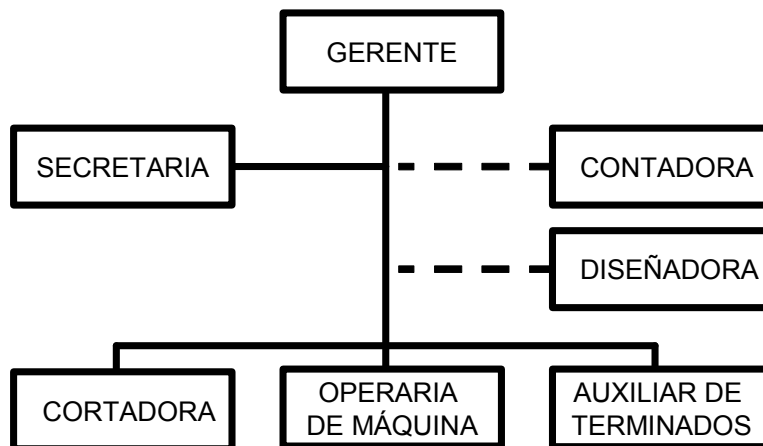 GERENTE
SECRETARIA
CONTADORA
DISEÑADORA
CORTADORA
OPERARIA
DE MÁQUINA
AUXILIAR DE
TERMINADOS